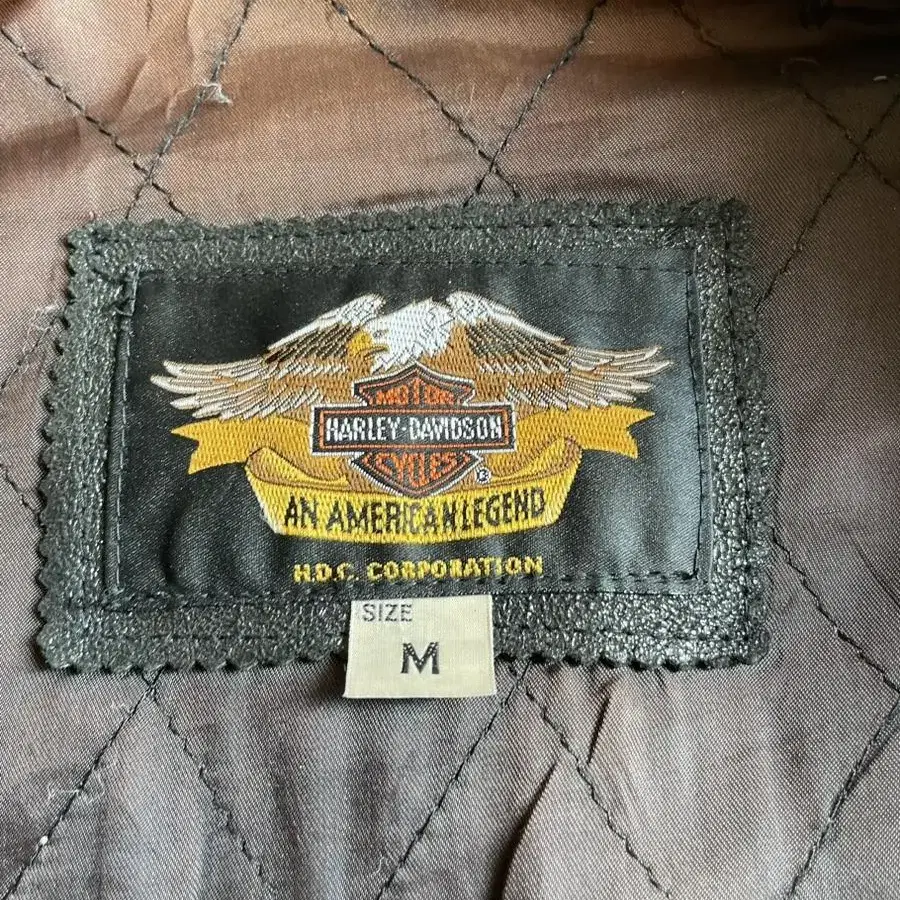 MOTOR
HARLEY-DAVIDSON
CYCLES ®
AN AMERICAN LEGEND
H.D.C. CORPORATION
SIZE
M